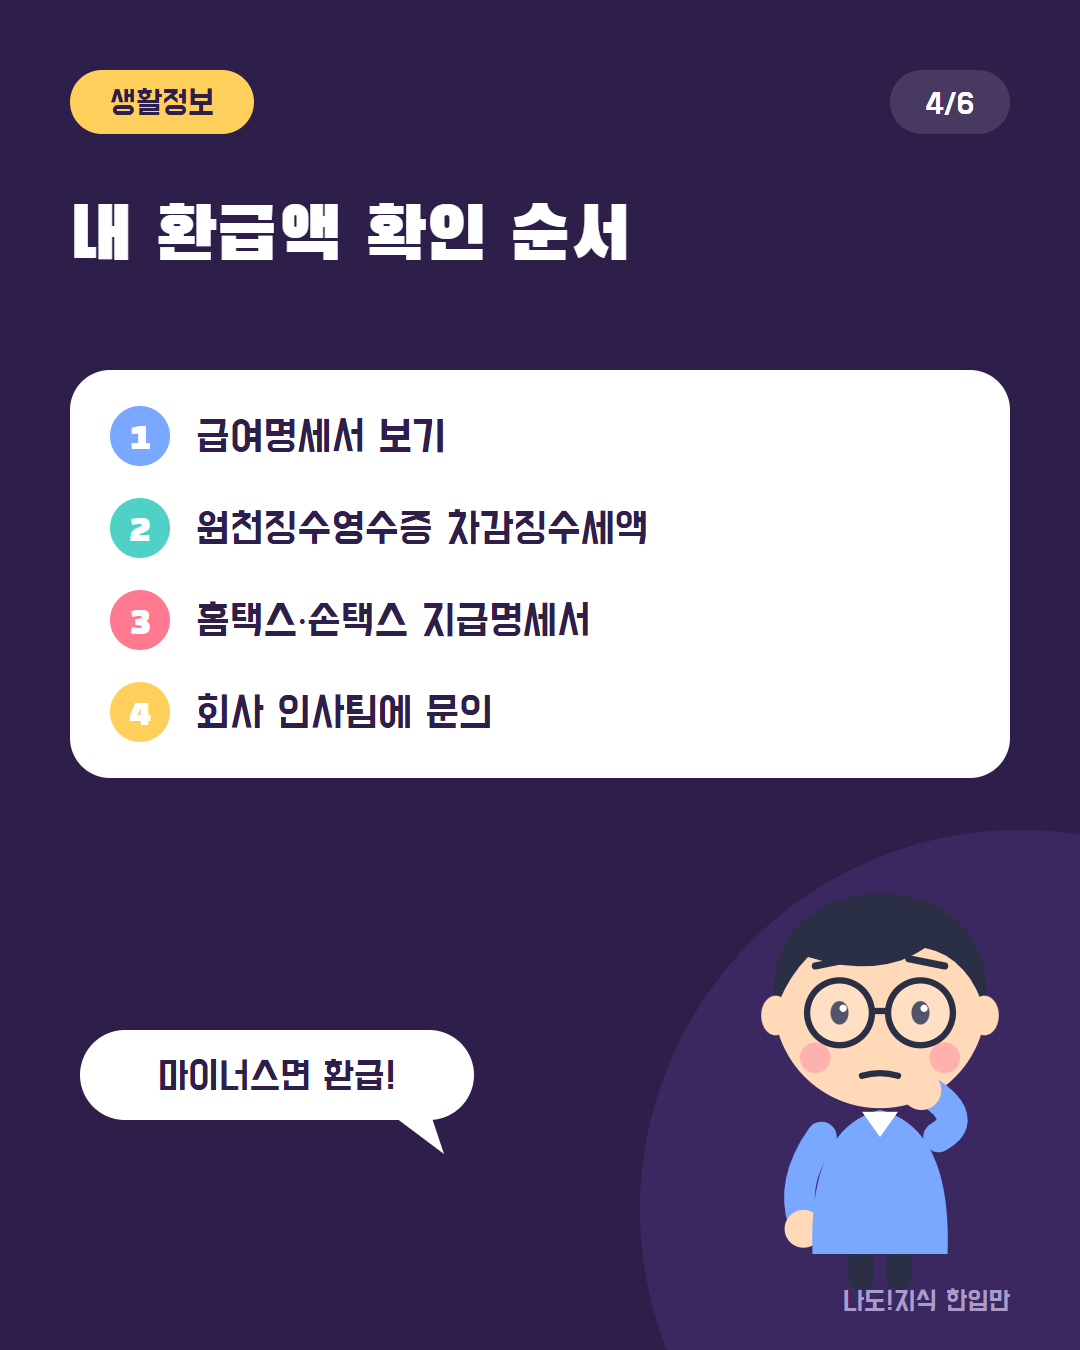 생활정보
4/6
내 환급액 확인 순서
1 급여명세서 보기
2 원천징수영수증 차감징수세액
3 홈택스·손택스 지급명세서
4 회사 인사팀에 문의
마이너스면 환급!
나도!지식 한입만